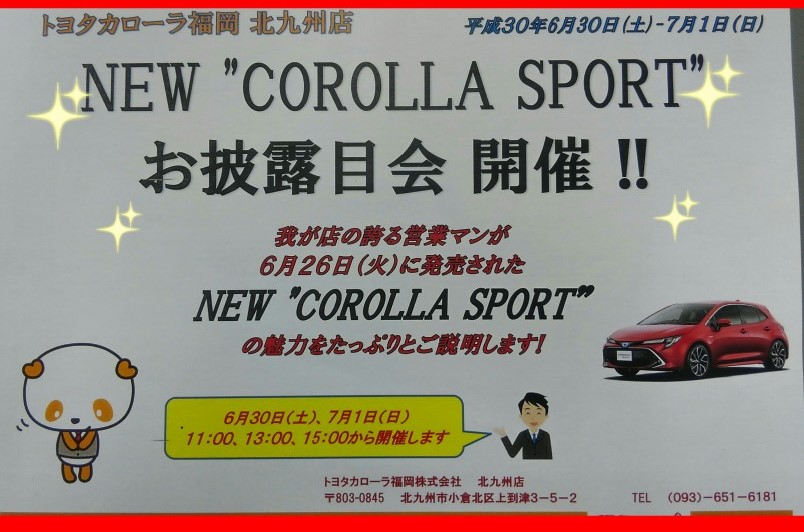 トヨタカローラ福岡 北九州店
平成30年6月30日(土)-7月1日(日)
NEW "COROLLA SPORT"
お披露目会 開催 !!
我が店の誇る営業マンが
6月26日(火)に発売された
NEW "COROLLA SPORT"
の魅力をたっぷりとご説明します!
6月30日(土)、7月1日(日)
11:00、13:00、15:00から開催します
トヨタカローラ福岡株式会社 北九州店
〒803-0845 北九州市小倉北区上到津3-5-2 TEL (093)-651-6181